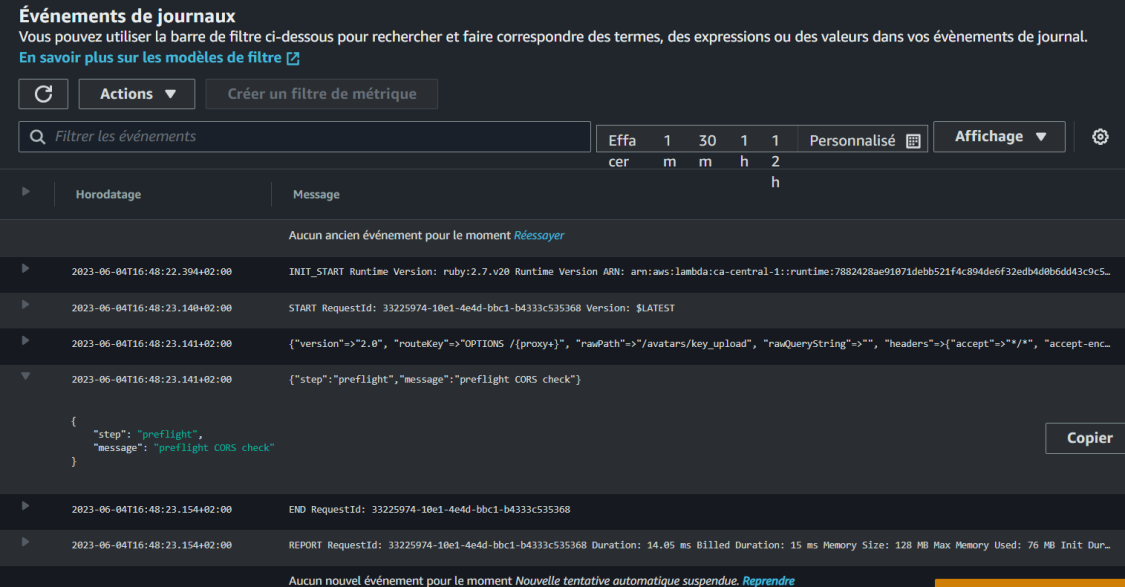 Événements de journaux
Vous pouvez utiliser la barre de filtre ci-dessous pour rechercher et faire correspondre des termes, des expressions ou des valeurs dans vos évènements de journal.
En savoir plus sur les modèles de filtre
Actions Créer un filtre de métrique
Filtrer les événements Effa 1 30 1 1 Personnalisé Affichage
cer m m h 2
h
Horodatage Message
Aucun ancien événement pour le moment Réessayer
2023-06-04T16:48:22.394+02:00 INIT_START Runtime Version: ruby:2.7.v20 Runtime Version ARN: arn:aws:lambda:ca-central-1::runtime:7882428ae91071debb521f4c894de6f32edb4d0b6dd43c9c5…
2023-06-04T16:48:23.140+02:00 START RequestId: 33225974-10e1-4e4d-bbc1-b4333c535368 Version: $LATEST
2023-06-04T16:48:23.141+02:00 {"version"=>"2.0", "routeKey"=>"OPTIONS /{proxy+}", "rawPath"=>"/avatars/key_upload", "rawQueryString"=>"", "headers"=>{"accept"=>"*/*", "accept-enc…
2023-06-04T16:48:23.141+02:00 {"step":"preflight","message":"preflight CORS check"}
{
"step": "preflight",
"message": "preflight CORS check"
}
Copier
2023-06-04T16:48:23.154+02:00 END RequestId: 33225974-10e1-4e4d-bbc1-b4333c535368
2023-06-04T16:48:23.154+02:00 REPORT RequestId: 33225974-10e1-4e4d-bbc1-b4333c535368 Duration: 14.05 ms Billed Duration: 15 ms Memory Size: 128 MB Max Memory Used: 76 MB Init Dur…
Aucun nouvel événement pour le moment Nouvelle tentative automatique suspendue. Reprendre